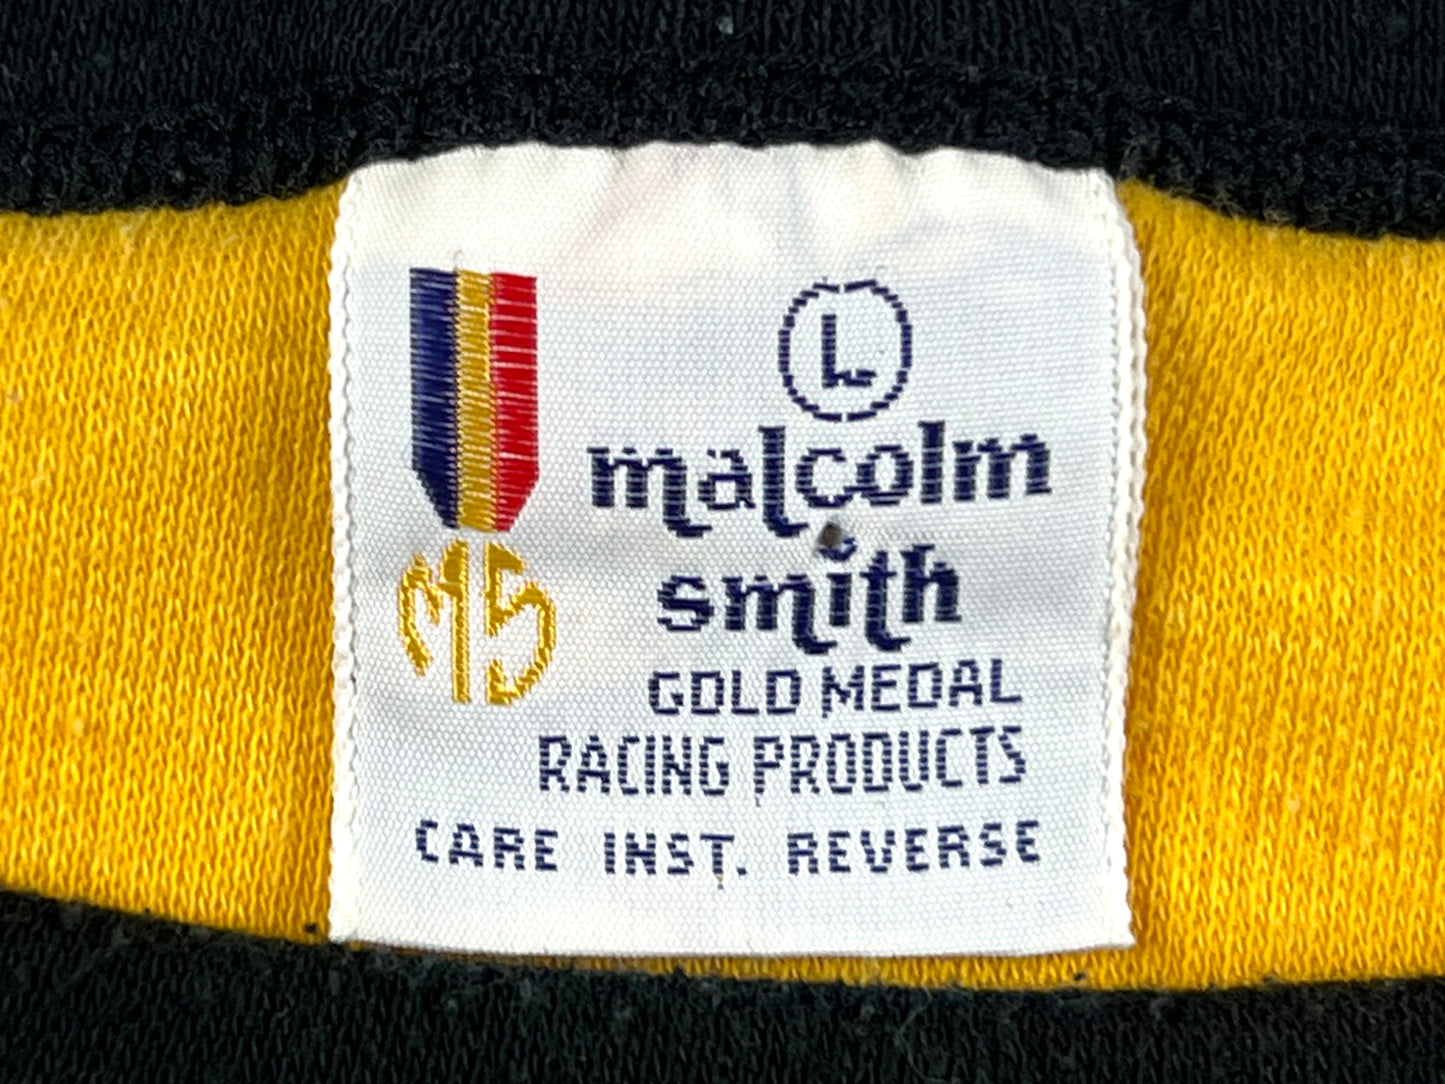 L
malcolm
smith
MS
GOLD MEDAL
RACING PRODUCTS
CARE INST. REVERSE